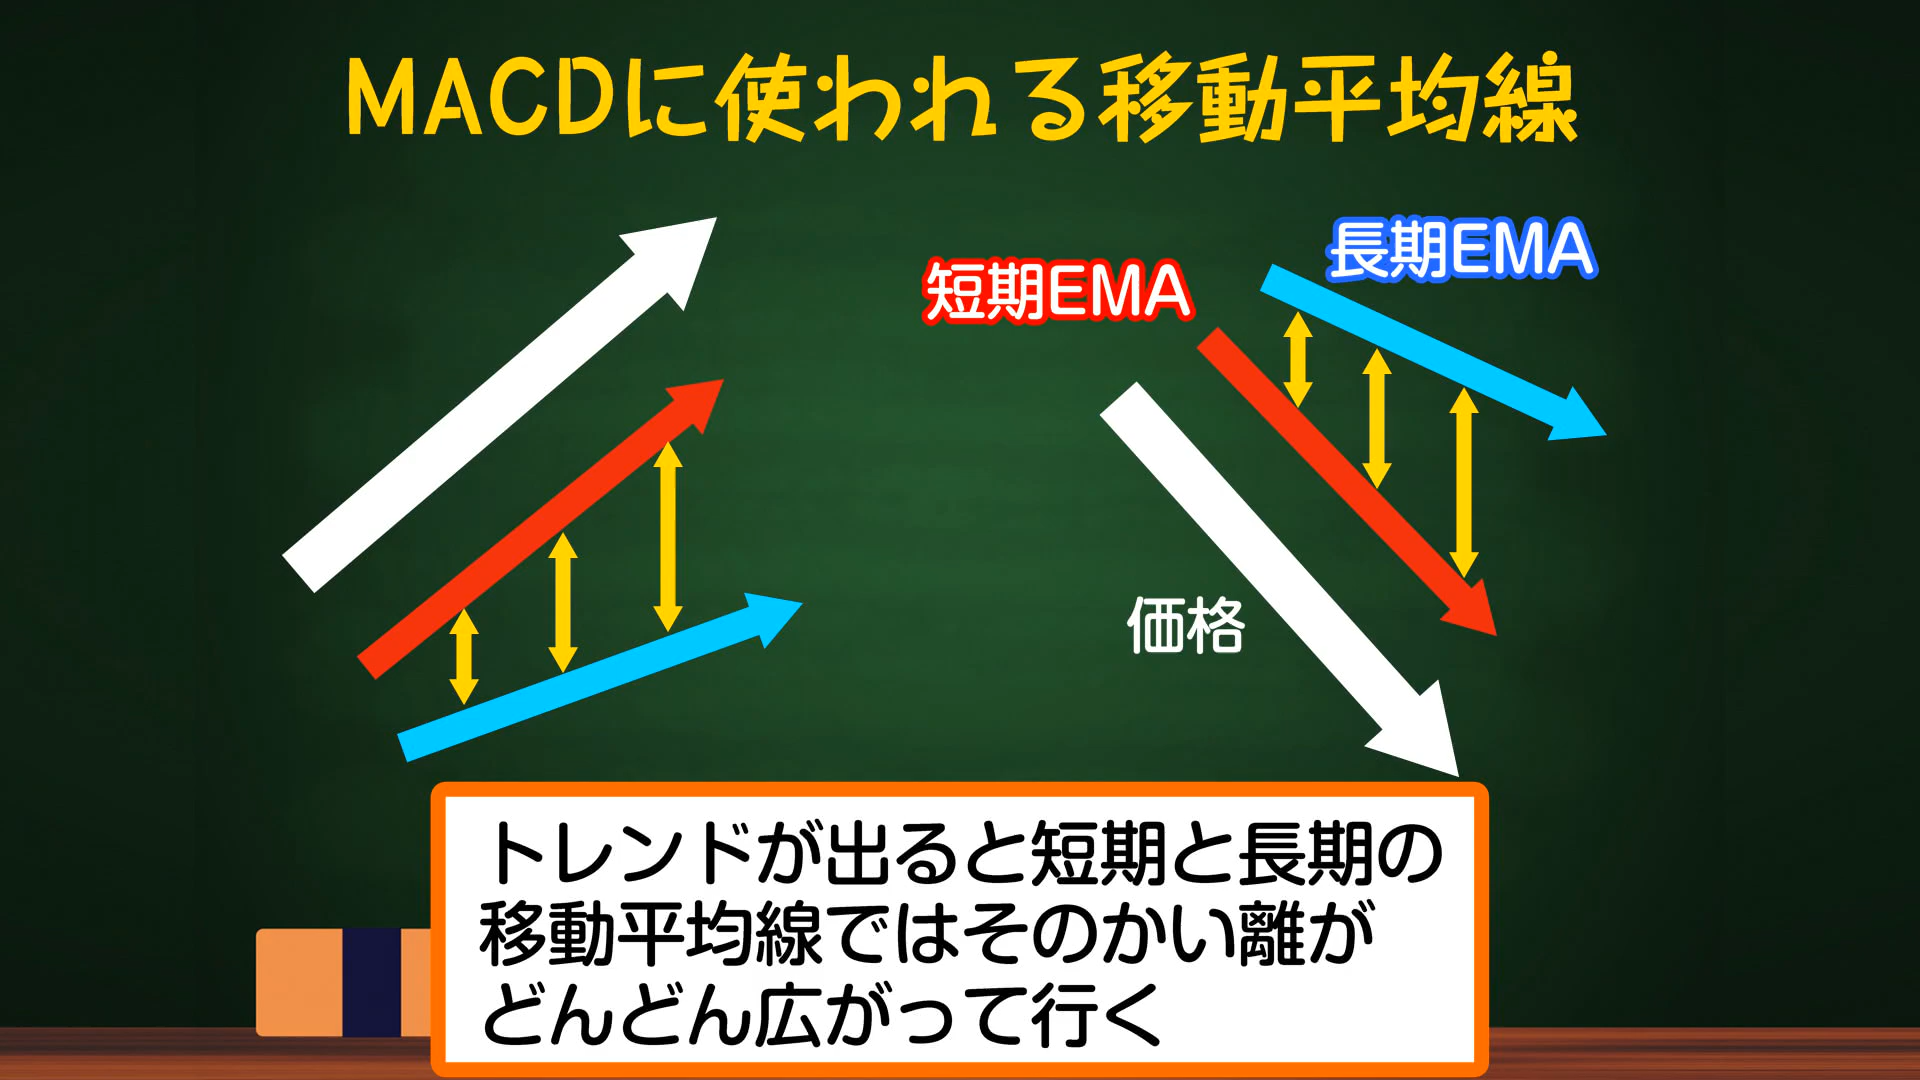 MACDに使われる移動平均線
長期EMA
短期EMA
価格
トレンドが出ると短期と長期の
移動平均線ではそのかい離が
どんどん広がって行く